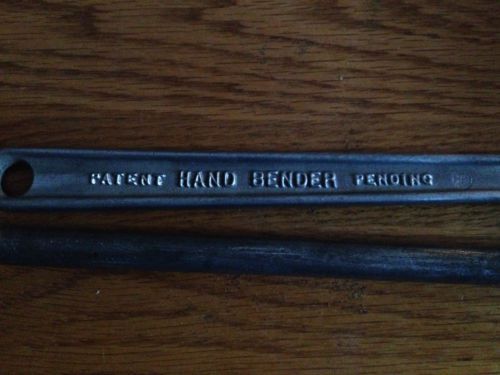 PATENT HAND BENDER PENDING